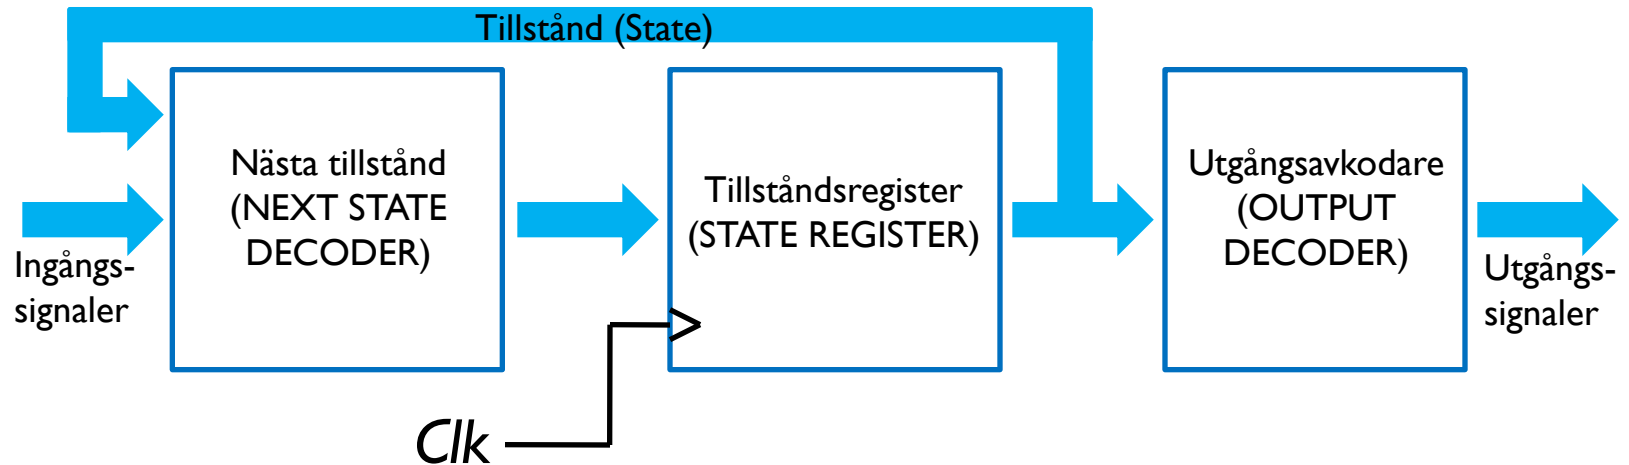 Tillstånd (State)
Nästa tillstånd
(NEXT STATE
DECODER)
Tillståndsregister
(STATE REGISTER)
Utgångsavkodare
(OUTPUT
DECODER)
Ingångs-
signaler
Utgångs-
signaler
Clk